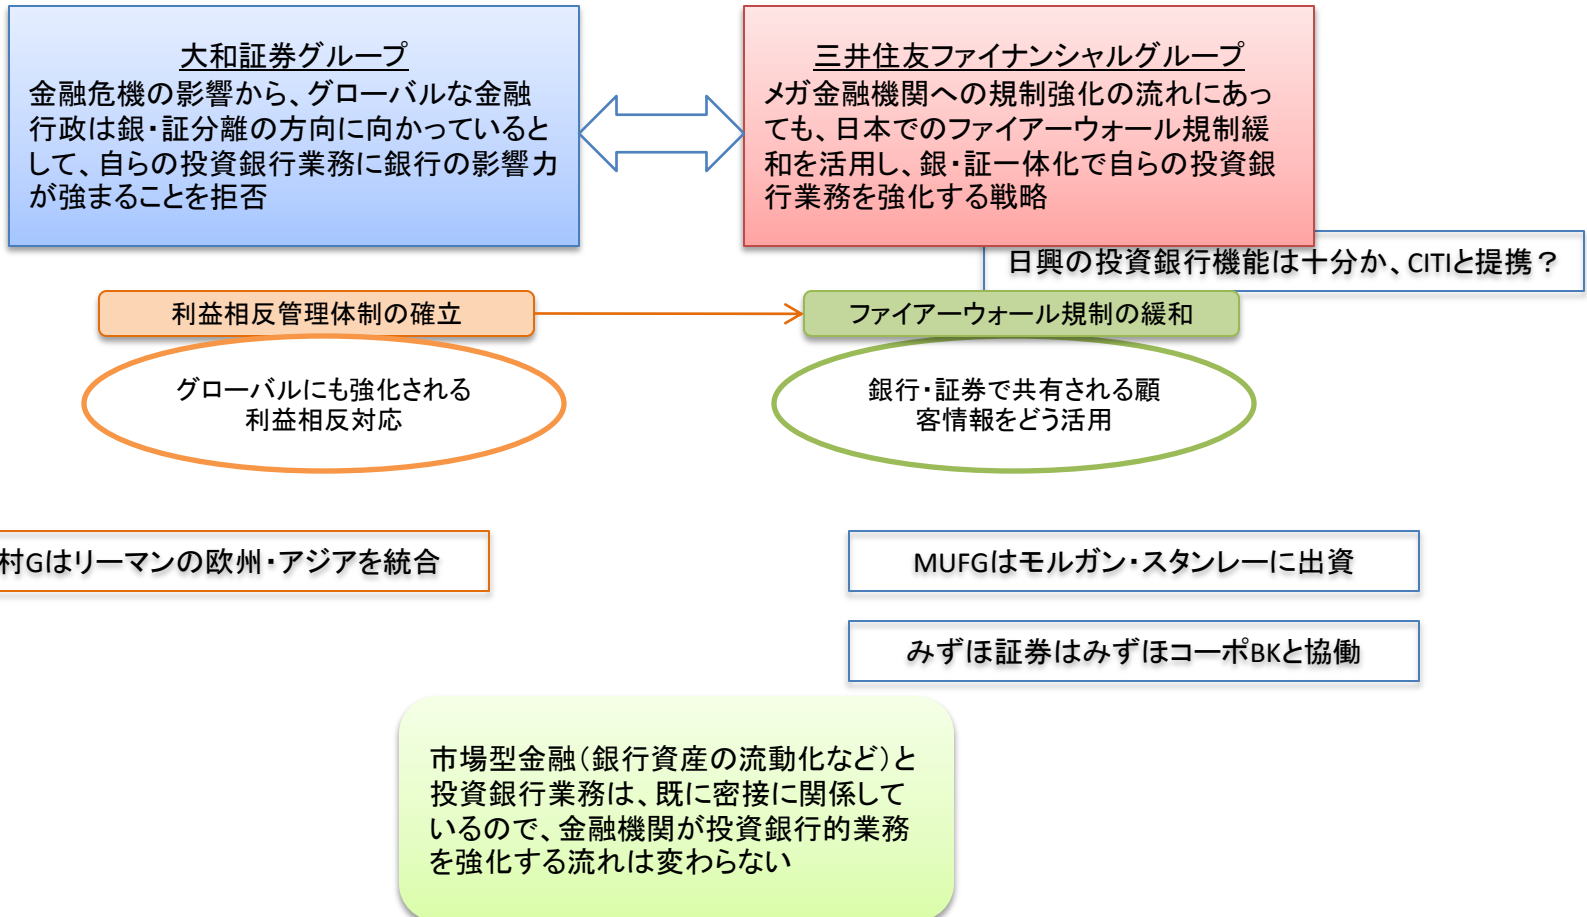 大和証券グループ
金融危機の影響から、グローバルな金融
行政は銀・証分離の方向に向かっていると
して、自らの投資銀行業務に銀行の影響力
が強まることを拒否
三井住友ファイナンシャルグループ
メガ金融機関への規制強化の流れにあっ
ても、日本でのファイアーウォール規制緩
和を活用し、銀・証一体化で自らの投資銀
行業務を強化する戦略
日興の投資銀行機能は十分か、CITIと提携？
利益相反管理体制の確立
ファイアーウォール規制の緩和
グローバルにも強化される
利益相反対応
銀行・証券で共有される顧
客情報をどう活用
村Gはリーマンの欧州・アジアを統合
MUFGはモルガン・スタンレーに出資
みずほ証券はみずほコーポBKと協働
市場型金融（銀行資産の流動化など）と
投資銀行業務は、既に密接に関係して
いるので、金融機関が投資銀行的業務
を強化する流れは変わらない